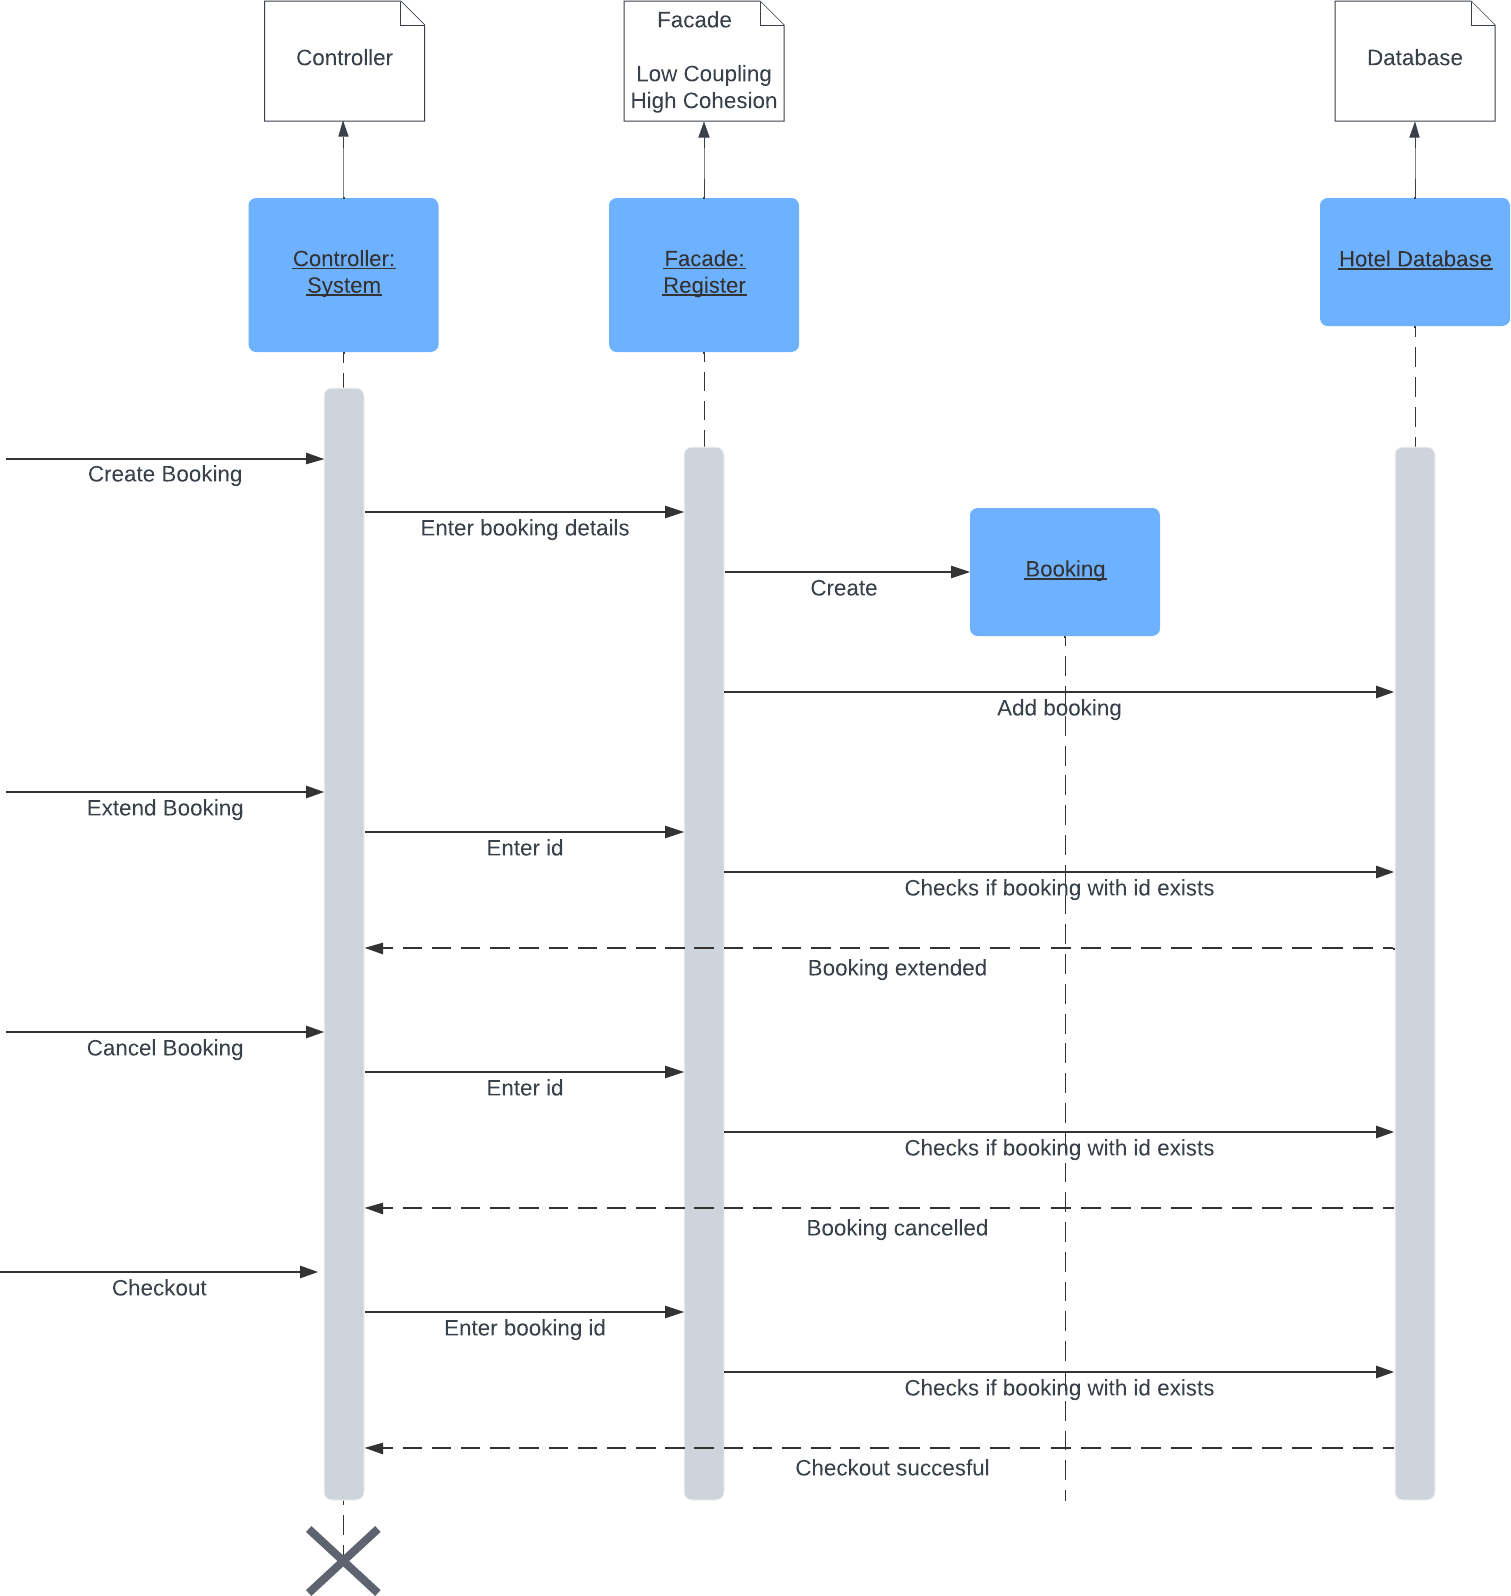 Controller
Facade
Low Coupling
High Cohesion
Database
Controller:
System
Facade:
Register
Hotel Database
Create Booking
Enter booking details
Booking
Create
Add booking
Extend Booking
Enter id
Checks if booking with id exists
Booking extended
Cancel Booking
Enter id
Checks if booking with id exists
Booking cancelled
Checkout
Enter booking id
Checks if booking with id exists
Checkout succesful